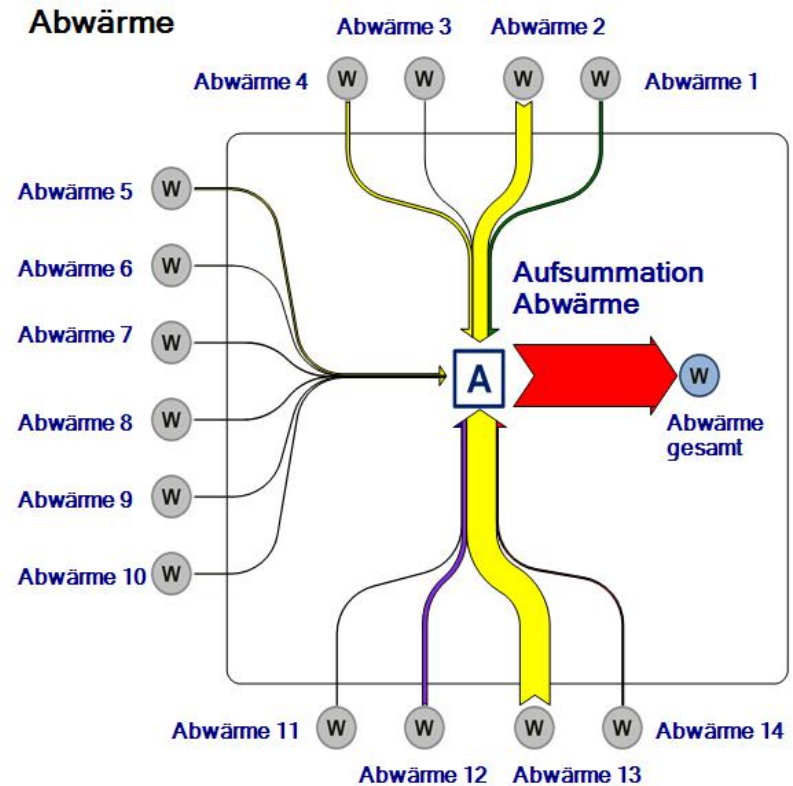 Abwärme
Abwärme 3
Abwärme 2
Abwärme 4
W
W
W
W
Abwärme 1
Abwärme 5
W
Abwärme 6
W
Aufsummation
Abwärme
Abwärme 7
W
A
W
Abwärme 8
W
Abwärme
gesamt
Abwärme 9
W
Abwärme 10
W
Abwärme 11
W
W
W
W
Abwärme 14
Abwärme 12
Abwärme 13